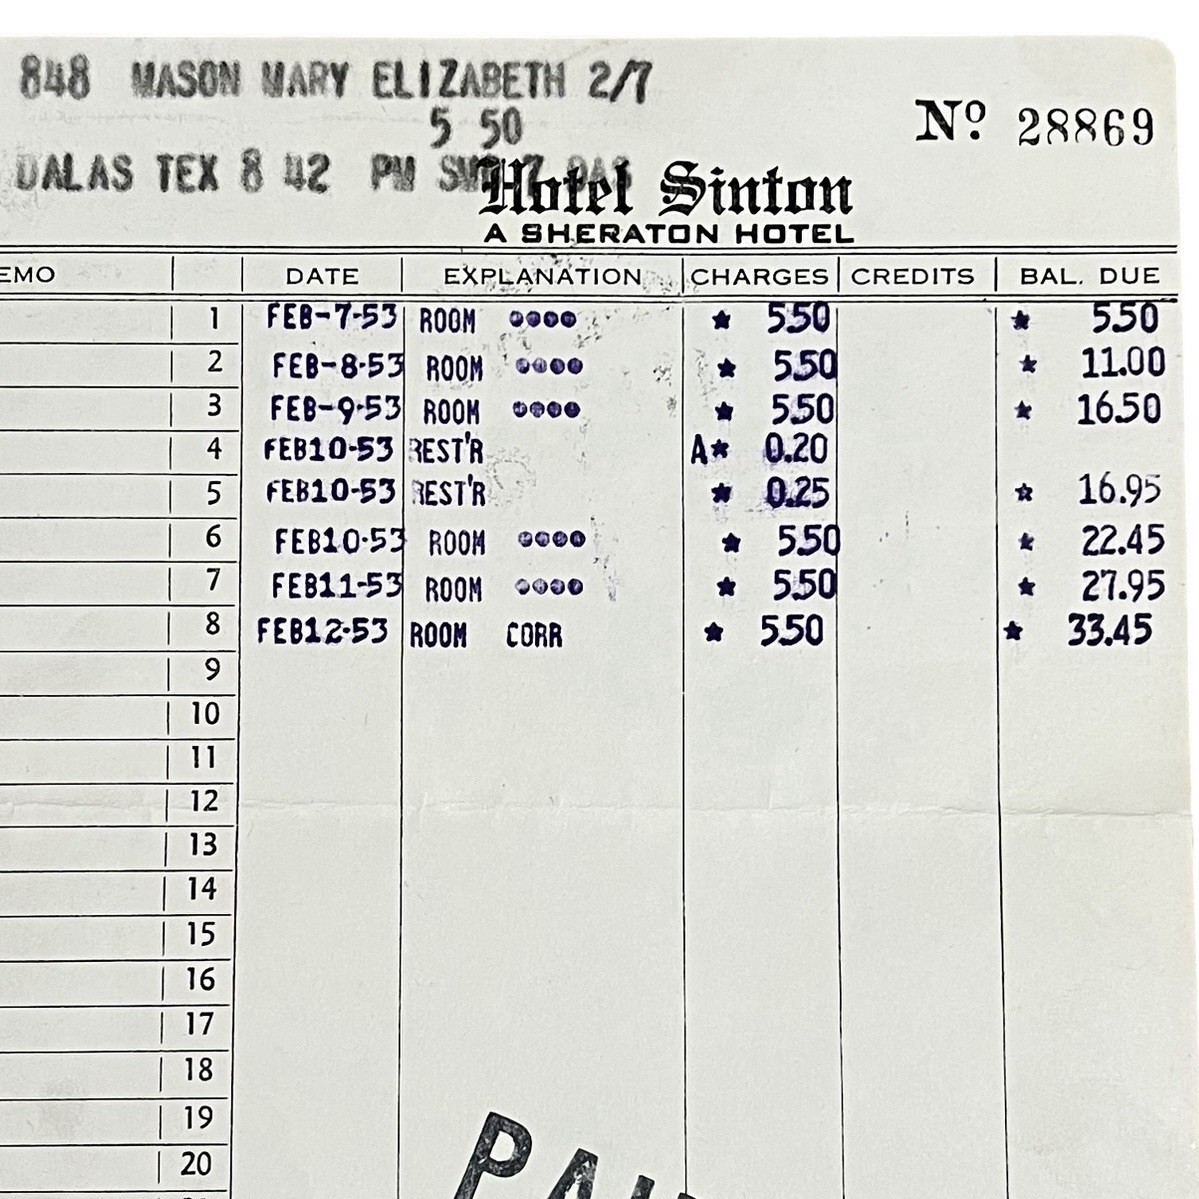 848 MASON MARY ELIZABETH 2/7
5 50
Nº 28869
DALAS TEX 8 42 PM
Hotel Sinton
A SHERATON HOTEL
EMO DATE EXPLANATION CHARGES CREDITS BAL. DUE
1 FEB-7-53 ROOM ★ 5.50 ★ 5.50
2 FEB-8-53 ROOM ★ 5.50 ★ 11.00
3 FEB-9-53 ROOM ★ 5.50 ★ 16.50
4 FEB10-53 REST'R A★ 0.20
5 FEB10-53 REST'R ★ 0.25 ★ 16.95
6 FEB10-53 ROOM ★ 5.50 ★ 22.45
7 FEB11-53 ROOM ★ 5.50 ★ 27.95
8 FEB12-53 ROOM CORR ★ 5.50 ★ 33.45
9
10
11
12
13
14
15
16
17
18
19
20
PAID